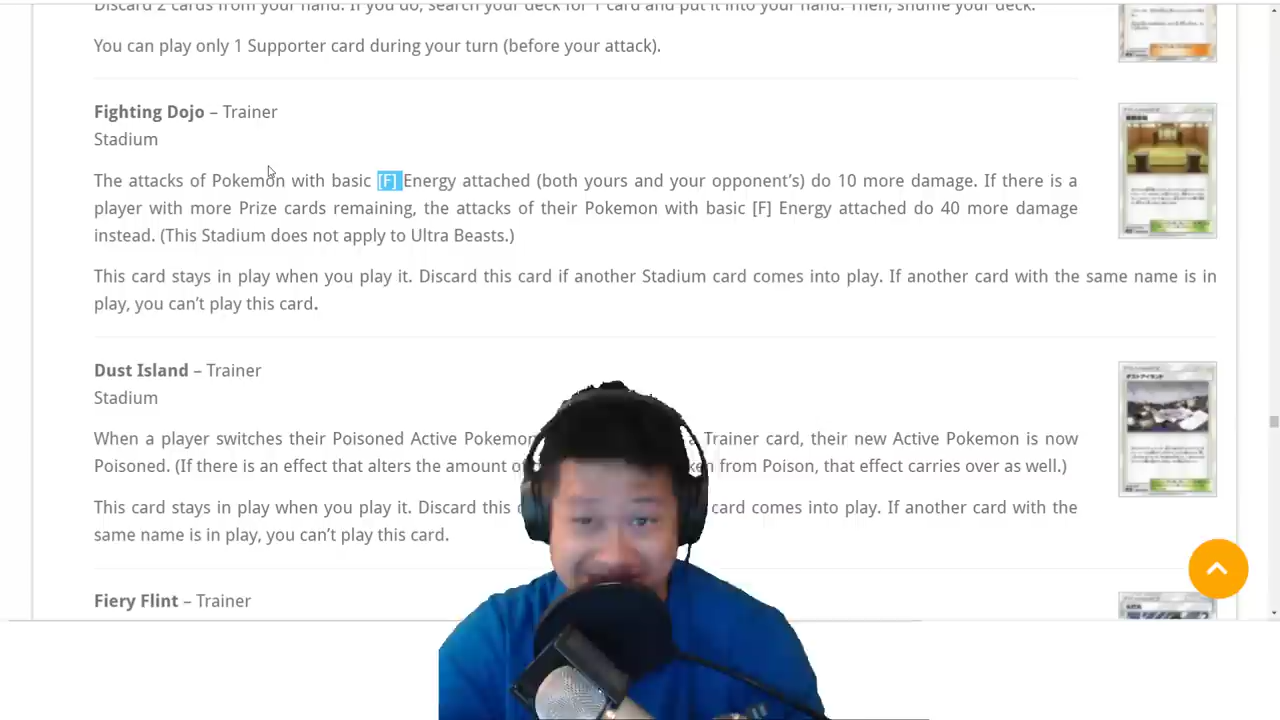 Discard 2 cards from your hand. If you do, search your deck for 1 card and put it into your hand. Then, shuffle your deck.
You can play only 1 Supporter card during your turn (before your attack).
Fighting Dojo – Trainer
Stadium
The attacks of Pokemon with basic [F] Energy attached (both yours and your opponent’s) do 10 more damage. If there is a
player with more Prize cards remaining, the attacks of their Pokemon with basic [F] Energy attached do 40 more damage
instead. (This Stadium does not apply to Ultra Beasts.)
This card stays in play when you play it. Discard this card if another Stadium card comes into play. If another card with the same name is in
play, you can’t play this card.
Dust Island – Trainer
Stadium
When a player switches their Poisoned Active Pokemon a Trainer card, their new Active Pokemon is now
Poisoned. (If there is an effect that alters the amount of from Poison, that effect carries over as well.)
This card stays in play when you play it. Discard this card comes into play. If another card with the
same name is in play, you can’t play this card.
Fiery Flint – Trainer